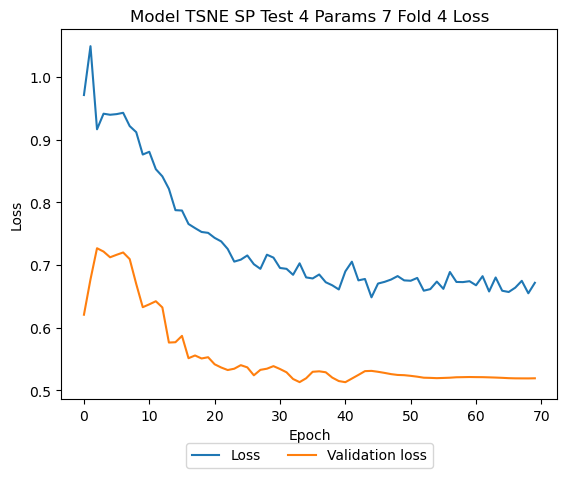 Model TSNE SP Test 4 Params 7 Fold 4 Loss
1.0
0.9
0.8
0.7
0.6
0.5
Loss
0 10 20 30 40 50 60 70
Epoch
Loss Validation loss